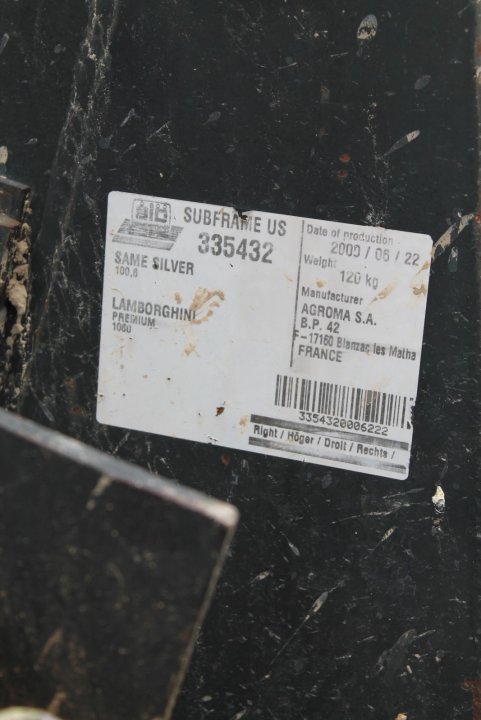 alb
SUBFRAME US
335432
SAME SILVER
100,6
LAMBORGHINI
PREMIUM
1060
Date of production
2000 / 06 / 22
Weight
120 kg
Manufacturer
AGROMA S.A.
B.P. 42
F-17160 Blanzac les Matha
FRANCE
3354320006222
Right / Höger / Droit / Rechts /